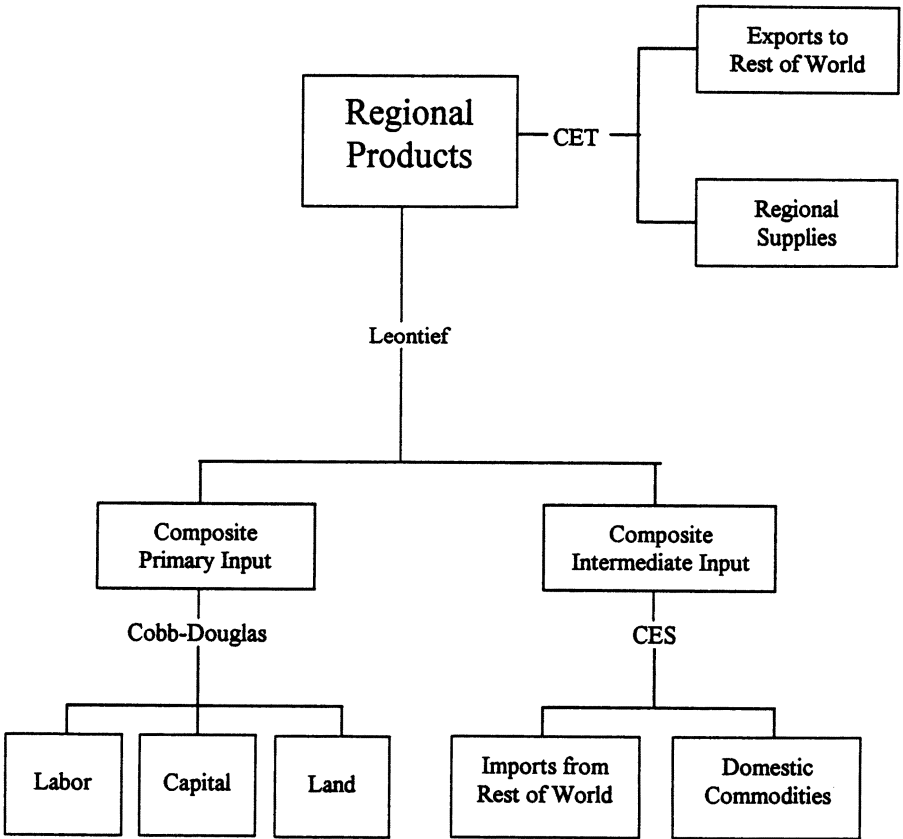 Exports to
Rest of World
Regional
Products
CET
Regional
Supplies
Leontief
Composite
Primary Input
Composite
Intermediate Input
Cobb-Douglas
CES
Labor
Capital
Land
Imports from
Rest of World
Domestic
Commodities